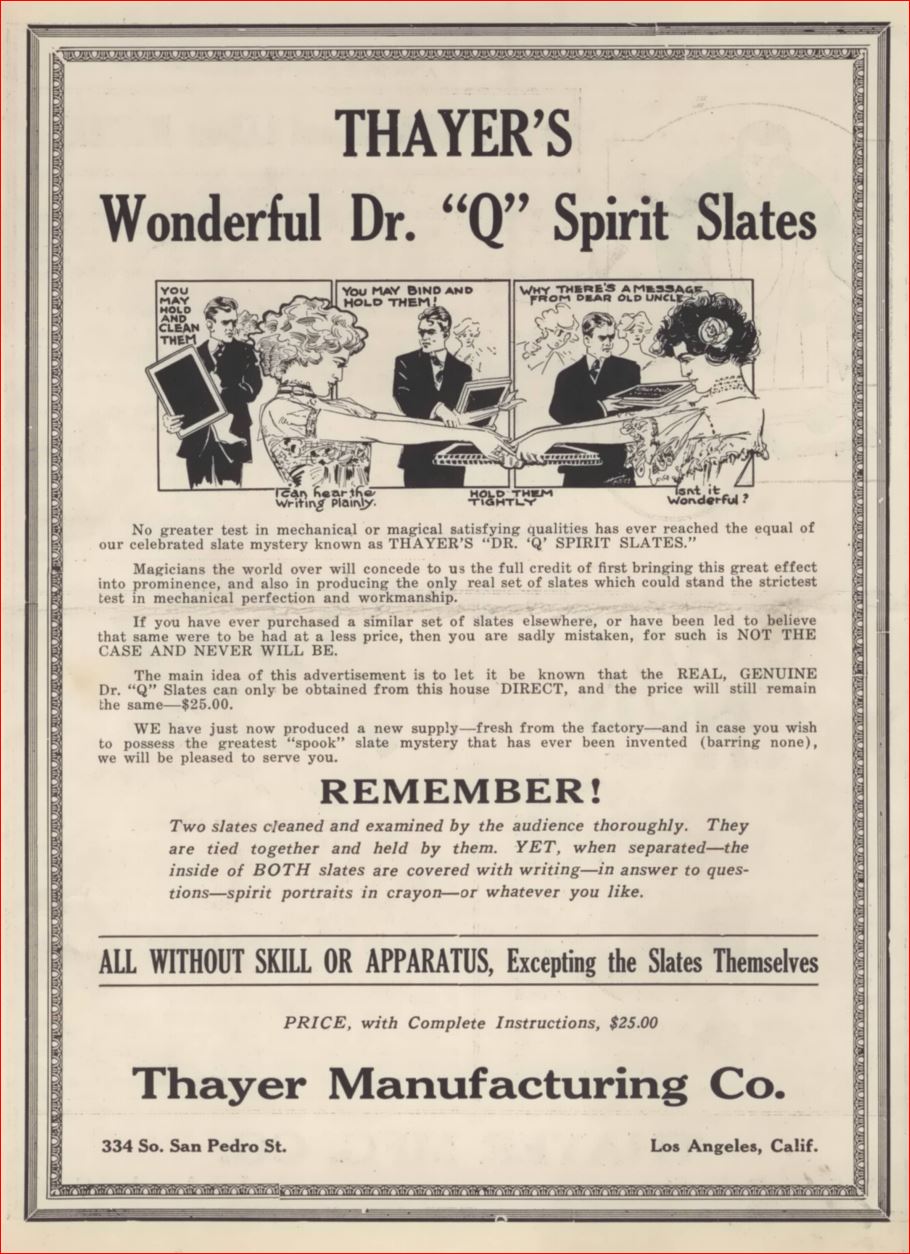 THAYER'S
Wonderful Dr. “Q” Spirit Slates
YOU
MAY
HOLD
AND
CLEAN
THEM
YOU MAY BIND AND
HOLD THEM!
WHY THERE'S A MESSAGE
FROM DEAR OLD UNCLE
I can hear the
Writing Plainly.
HOLD THEM
TIGHTLY
Isnt it
Wonderful?
No greater test in mechanical or magical satisfying qualities has ever reached the equal of
our celebrated slate mystery known as THAYER'S “DR. ‘Q’ SPIRIT SLATES.”
Magicians the world over will concede to us the full credit of first bringing this great effect
into prominence, and also in producing the only real set of slates which could stand the strictest
test in mechanical perfection and workmanship.
If you have ever purchased a similar set of slates elsewhere, or have been led to believe
that same were to be had at a less price, then you are sadly mistaken, for such is NOT THE
CASE AND NEVER WILL BE.
The main idea of this advertisement is to let it be known that the REAL, GENUINE
Dr. “Q” Slates can only be obtained from this house DIRECT, and the price will still remain
the same—$25.00.
WE have just now produced a new supply—fresh from the factory—and in case you wish
to possess the greatest “spook” slate mystery that has ever been invented (barring none),
we will be pleased to serve you.
REMEMBER!
Two slates cleaned and examined by the audience thoroughly. They
are tied together and held by them. YET, when separated—the
inside of BOTH slates are covered with writing—in answer to ques-
tions—spirit portraits in crayon—or whatever you like.
ALL WITHOUT SKILL OR APPARATUS, Excepting the Slates Themselves
PRICE, with Complete Instructions, $25.00
Thayer Manufacturing Co.
334 So. San Pedro St.
Los Angeles, Calif.